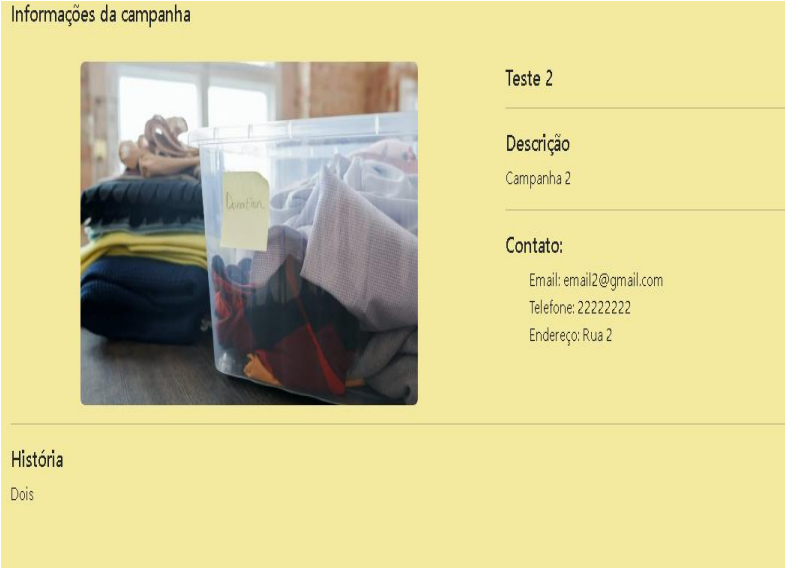 Informações da campanha
Donation
Teste 2
Descrição
Campanha 2
Contato:
Email: email2@gmail.com
Telefone: 22222222
Endereço: Rua 2
História
Dois